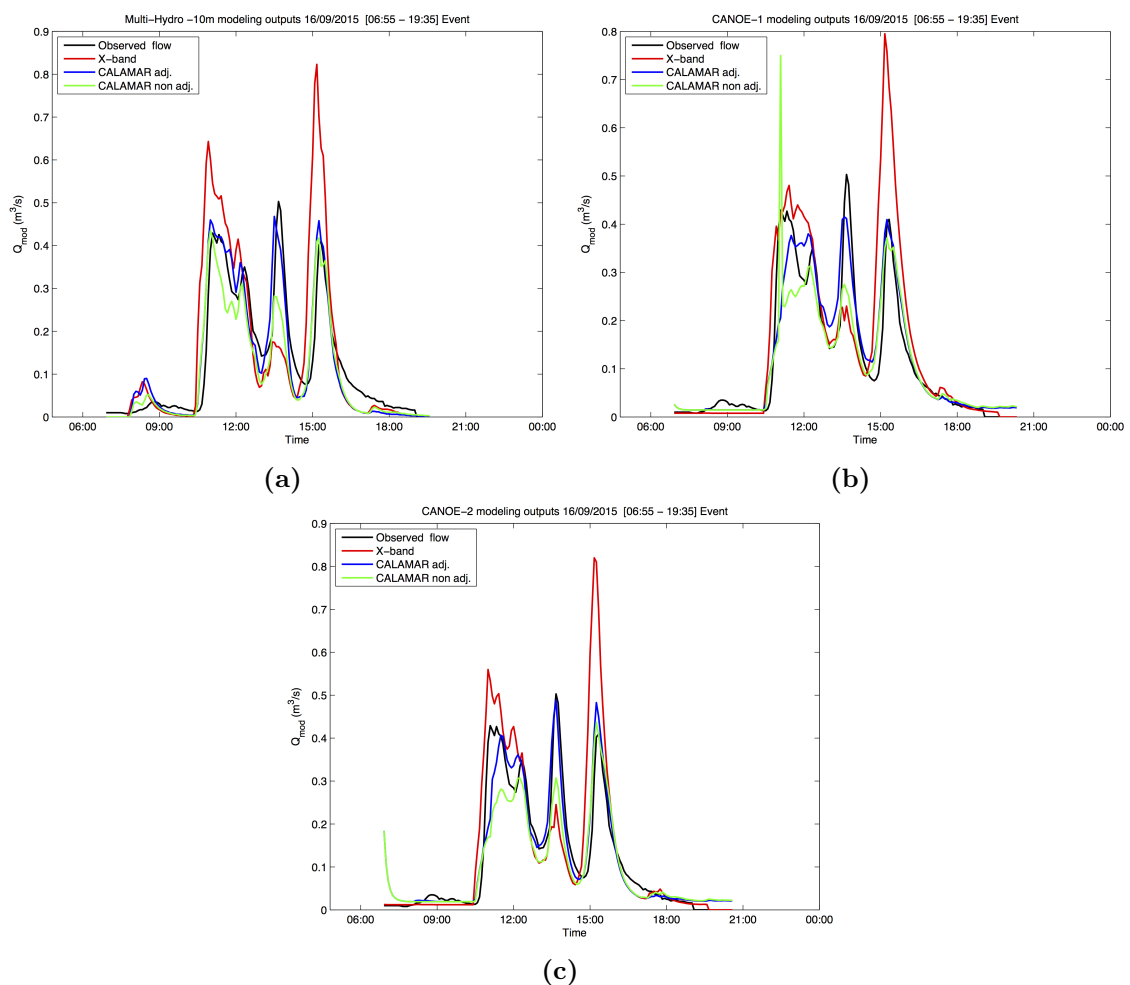 Multi-Hydro -10m modeling outputs 16/09/2015 [06:55 - 19:35] Event
0.9
0.8
0.7
0.6
0.5
0.4
0.3
0.2
0.1
0
Q_mod (m³/s)
Observed flow
X-band
CALAMAR adj.
CALAMAR non adj.
06:00 09:00 12:00 15:00 18:00 21:00 00:00
Time
(a)
CANOE-1 modeling outputs 16/09/2015 [06:55 - 19:35] Event
0.8
0.7
0.6
0.5
0.4
0.3
0.2
0.1
0
Q_mod (m³/s)
Observed flow
X-band
CALAMAR adj.
CALAMAR non adj.
06:00 09:00 12:00 15:00 18:00 21:00 00:00
Time
(b)
CANOE-2 modeling outputs 16/09/2015 [06:55 - 19:35] Event
0.9
0.8
0.7
0.6
0.5
0.4
0.3
0.2
0.1
0
Q_mod (m³/s)
Observed flow
X-band
CALAMAR adj.
CALAMAR non adj.
06:00 09:00 12:00 15:00 18:00 21:00 00:00
Time
(c)